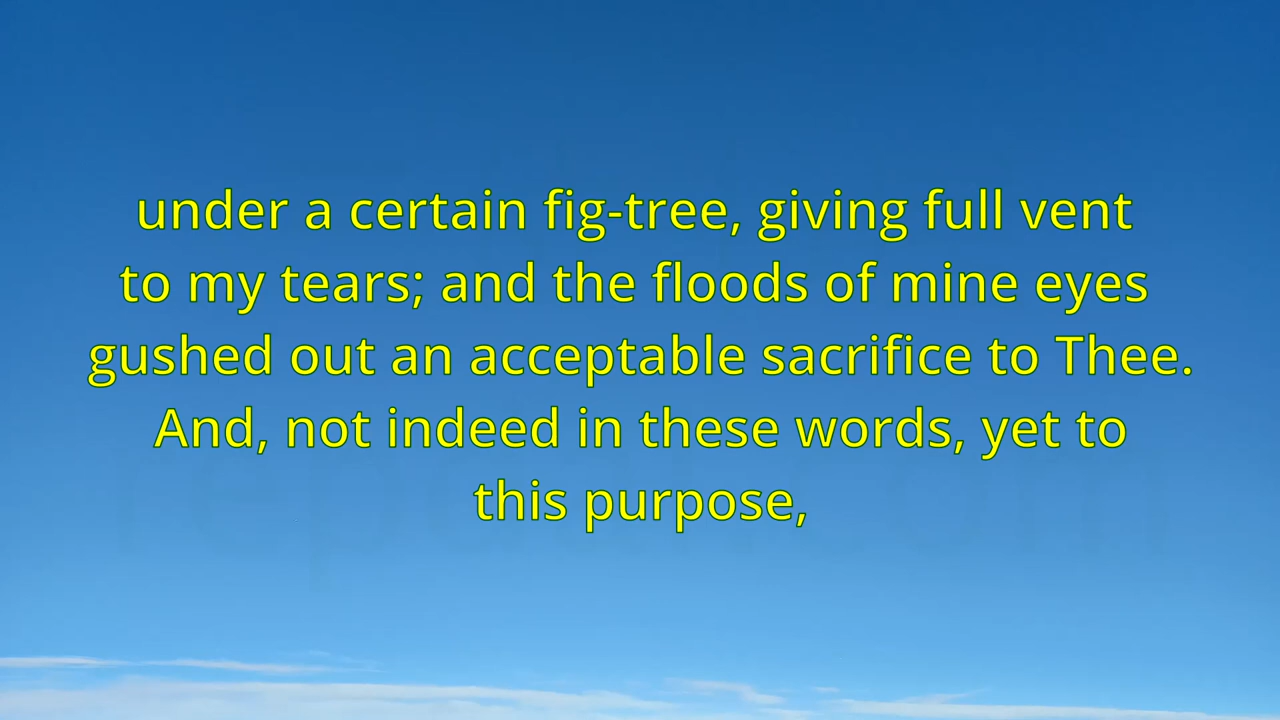 under a certain fig-tree, giving full vent
to my tears; and the floods of mine eyes
gushed out an acceptable sacrifice to Thee.
And, not indeed in these words, yet to
this purpose,